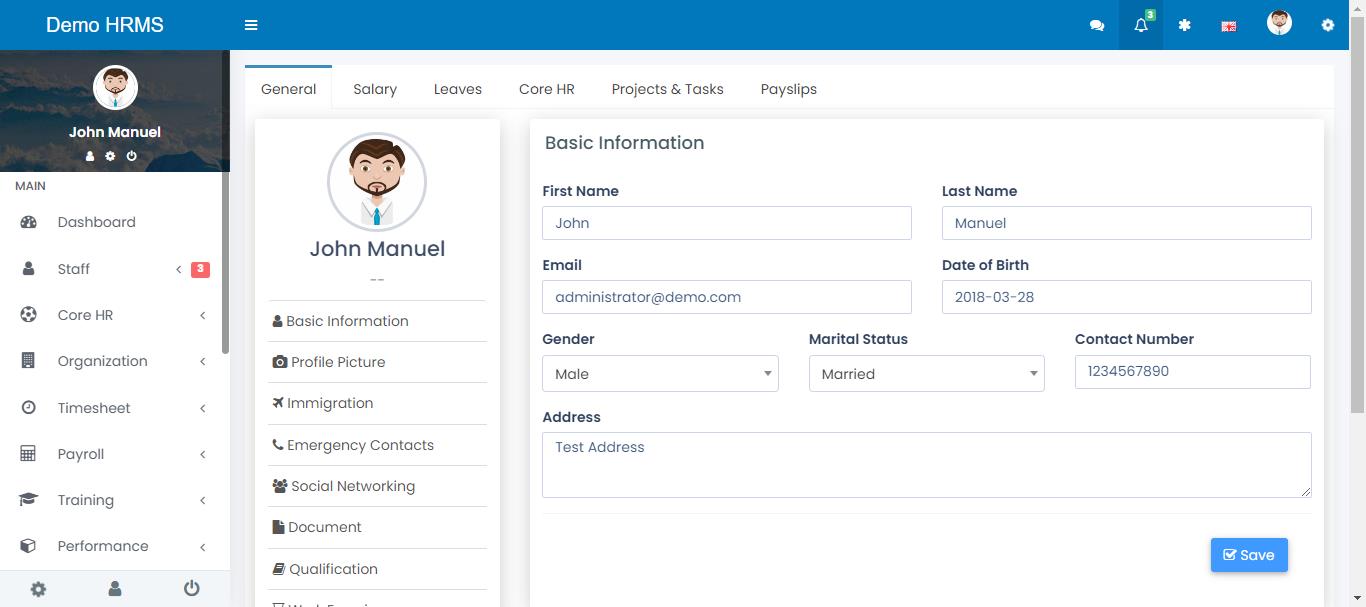 Demo HRMS
3
John Manuel
MAIN
Dashboard
Staff
3
Core HR
Organization
Timesheet
Payroll
Training
Performance
General
Salary
Leaves
Core HR
Projects & Tasks
Payslips
John Manuel
--
Basic Information
Profile Picture
Immigration
Emergency Contacts
Social Networking
Document
Qualification
Basic Information
First Name
Last Name
John
Manuel
Email
Date of Birth
administrator@demo.com
2018-03-28
Gender
Marital Status
Contact Number
Male
Married
1234567890
Address
Test Address
Save